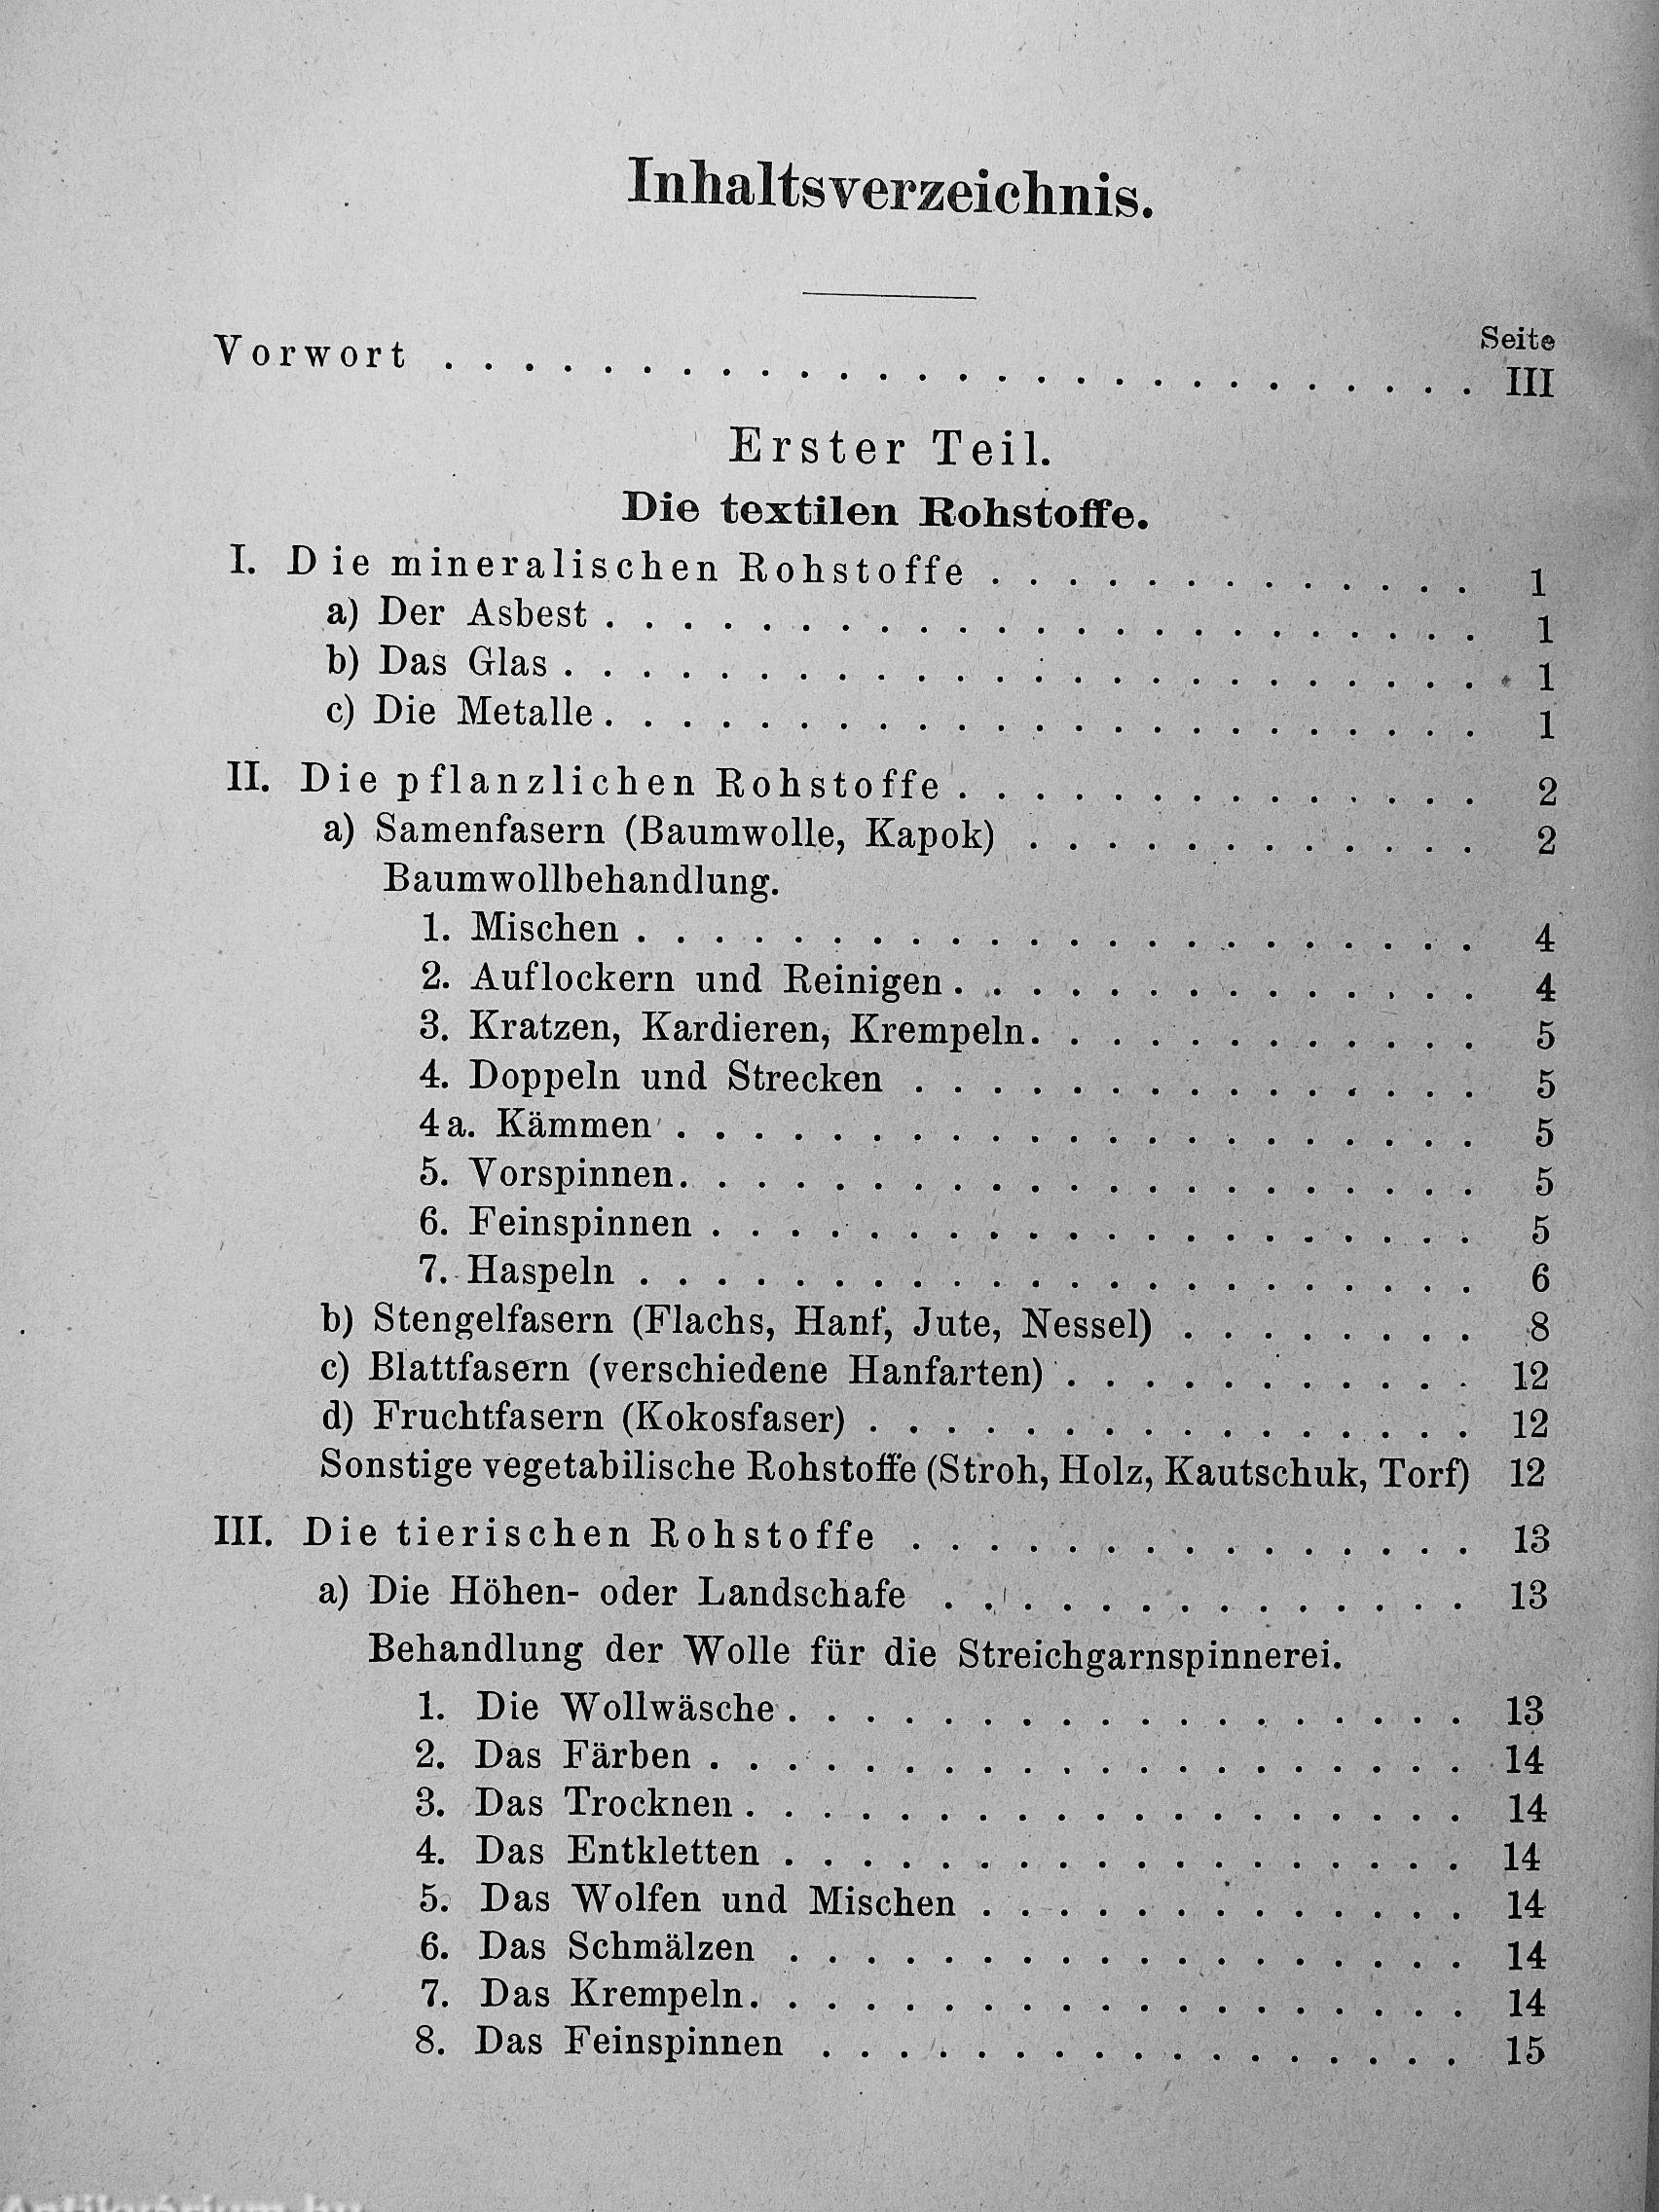 Inhaltsverzeichnis.
Seite
Vorwort . . . . . . . . . . . . . . . . . . . . . . . . . . . III
Erster Teil.
Die textilen Rohstoffe.
I. Die mineralischen Rohstoffe . . . . . . . . . . . . . 1
a) Der Asbest . . . . . . . . . . . . . . . . . . . . . . . 1
b) Das Glas . . . . . . . . . . . . . . . . . . . . . . . . 1
c) Die Metalle . . . . . . . . . . . . . . . . . . . . . . . 1
II. Die pflanzlichen Rohstoffe . . . . . . . . . . . . . . 2
a) Samenfasern (Baumwolle, Kapok) . . . . . . . . . . . . 2
Baumwollbehandlung.
1. Mischen . . . . . . . . . . . . . . . . . . . . . . 4
2. Auflockern und Reinigen . . . . . . . . . . . . . . 4
3. Kratzen, Kardieren, Krempeln . . . . . . . . . . . . 5
4. Doppeln und Strecken . . . . . . . . . . . . . . . 5
4a. Kämmen . . . . . . . . . . . . . . . . . . . . . 5
5. Vorspinnen . . . . . . . . . . . . . . . . . . . . . 5
6. Feinspinnen . . . . . . . . . . . . . . . . . . . . 5
7. Haspeln . . . . . . . . . . . . . . . . . . . . . . 6
b) Stengelfasern (Flachs, Hanf, Jute, Nessel) . . . . . . . . 8
c) Blattfasern (verschiedene Hanfarten) . . . . . . . . . . . 12
d) Fruchtfasern (Kokosfaser) . . . . . . . . . . . . . . . . 12
Sonstige vegetabilische Rohstoffe (Stroh, Holz, Kautschuk, Torf) 12
III. Die tierischen Rohstoffe . . . . . . . . . . . . . . . 13
a) Die Höhen- oder Landschafe . . . . . . . . . . . . . . 13
Behandlung der Wolle für die Streichgarnspinnerei.
1. Die Wollwäsche . . . . . . . . . . . . . . . . . . 13
2. Das Färben . . . . . . . . . . . . . . . . . . . . 14
3. Das Trocknen . . . . . . . . . . . . . . . . . . . 14
4. Das Entkletten . . . . . . . . . . . . . . . . . . 14
5. Das Wolfen und Mischen . . . . . . . . . . . . . 14
6. Das Schmälzen . . . . . . . . . . . . . . . . . . 14
7. Das Krempeln . . . . . . . . . . . . . . . . . . . 14
8. Das Feinspinnen . . . . . . . . . . . . . . . . . 15